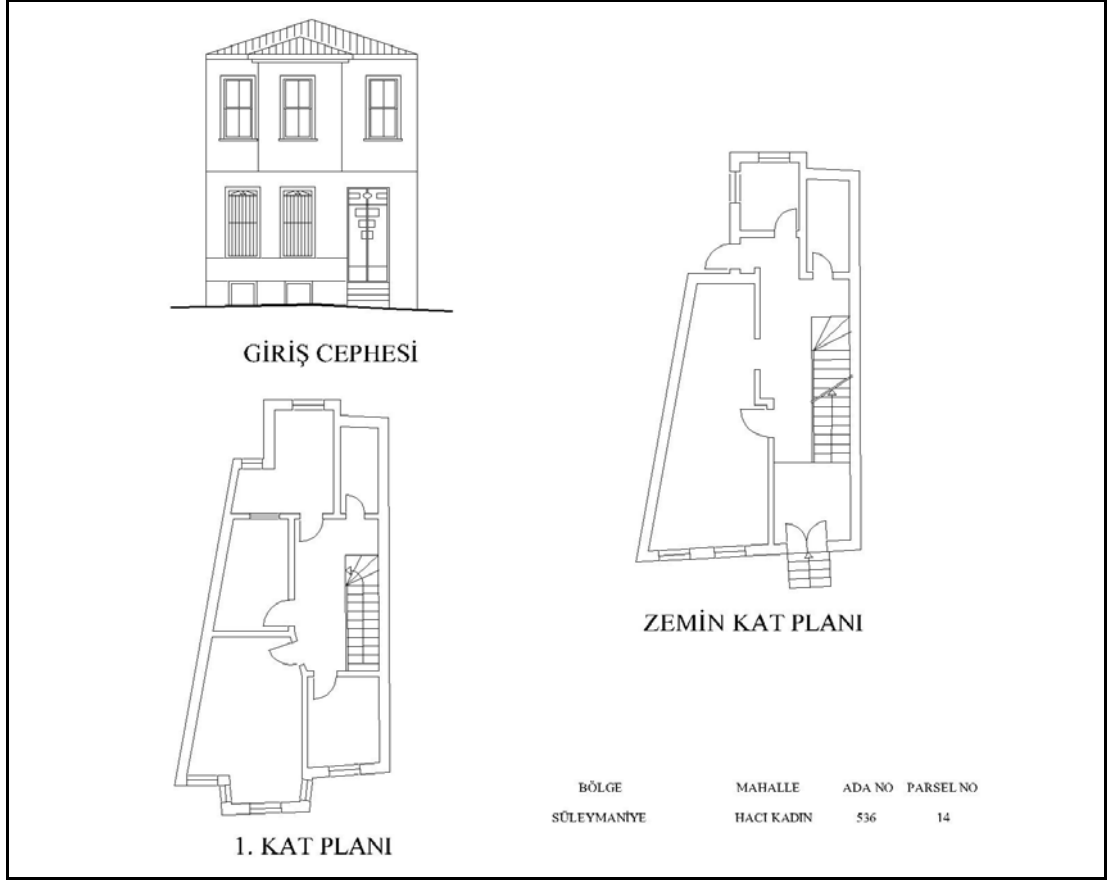 GİRİŞ CEPHESİ
ZEMİN KAT PLANI
1. KAT PLANI
BÖLGE MAHALLE ADA NO PARSEL NO
SÜLEYMANİYE HACI KADIN 536 14